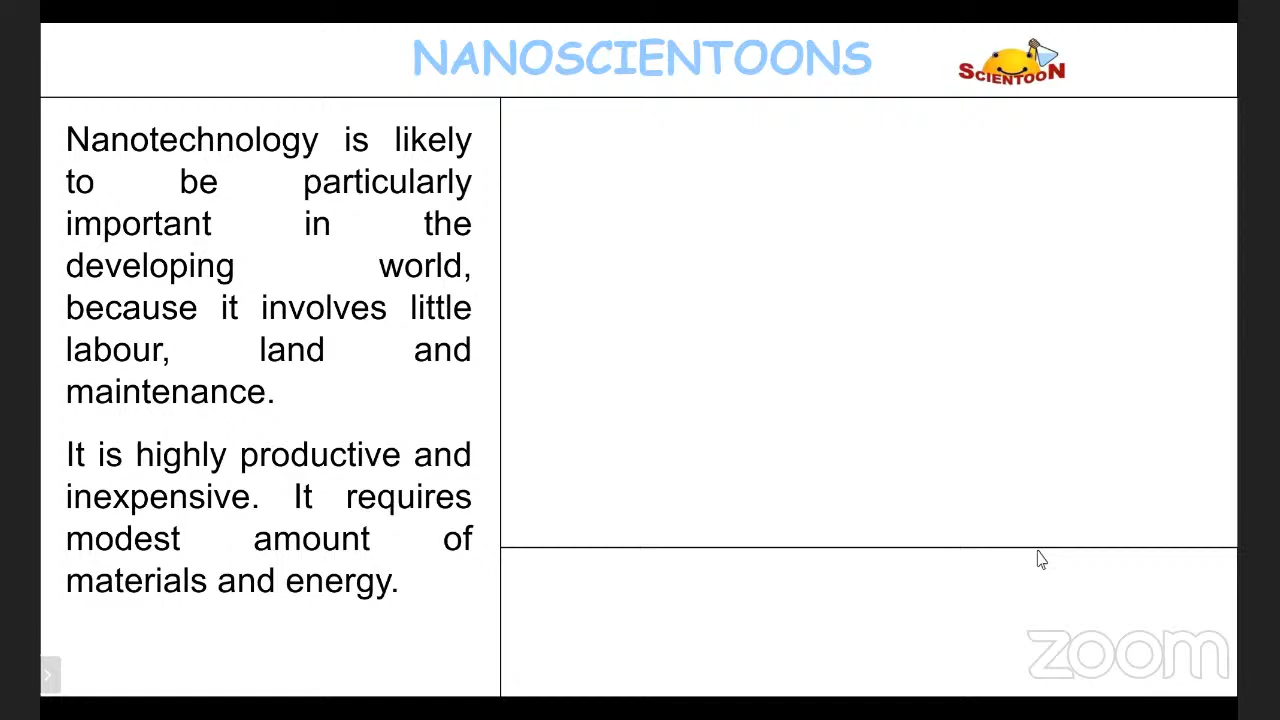 NANOSCIENTOONS
SCIENTOON
Nanotechnology is likely
to be particularly
important in the
developing world,
because it involves little
labour, land and
maintenance.
It is highly productive and
inexpensive. It requires
modest amount of
materials and energy.
zoom